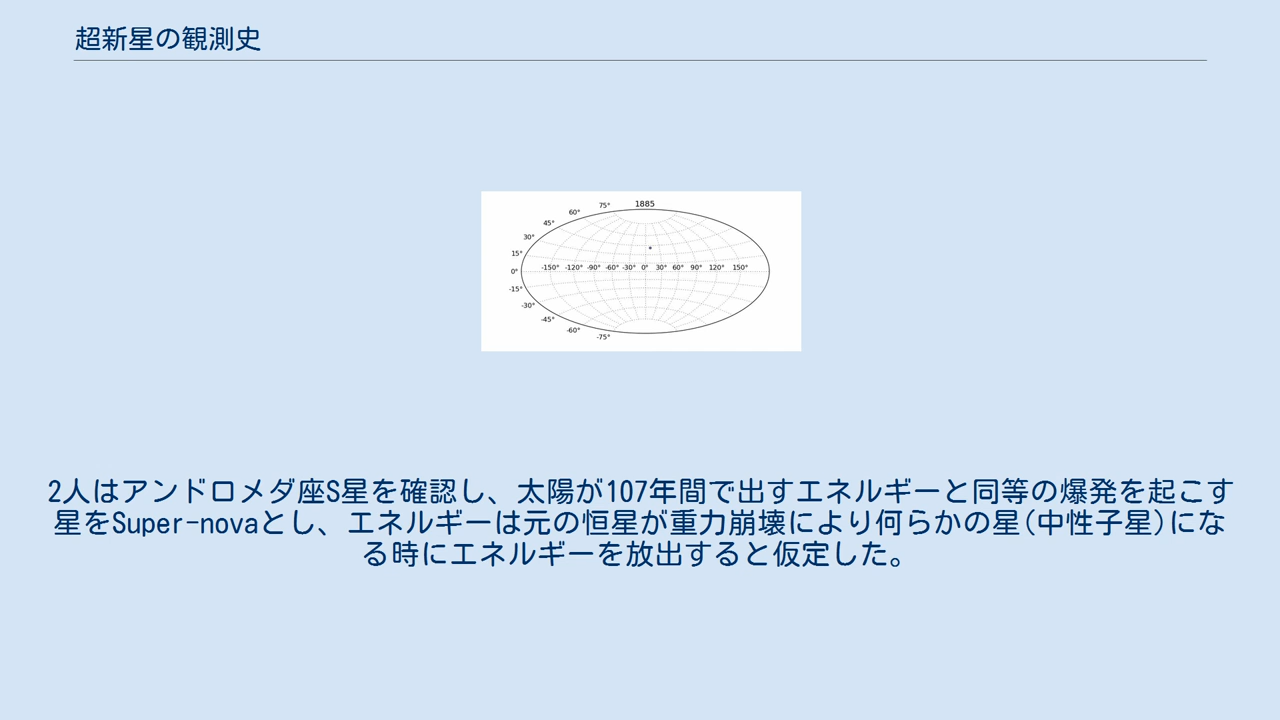 超新星の観測史
1885
75°
60°
45°
30°
15°
0°
-150° -120° -90° -60° -30° 0° 30° 60° 90° 120° 150°
-15°
-30°
-45°
-60°
-75°
2人はアンドロメダ座S星を確認し、太陽が107年間で出すエネルギーと同等の爆発を起こす
星をSuper-novaとし、エネルギーは元の恒星が重力崩壊により何らかの星(中性子星)にな
る時にエネルギーを放出すると仮定した。